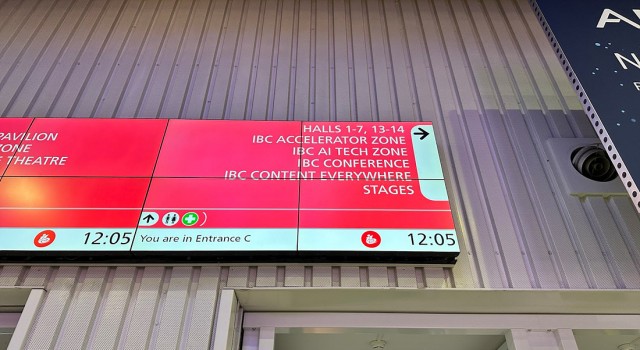 PAVILION
ZONE
THEATRE
HALLS 1-7, 13-14
IBC ACCELERATOR ZONE
IBC AI TECH ZONE
IBC CONFERENCE
IBC CONTENT EVERYWHERE
STAGES
12:05
You are in Entrance C
12:05